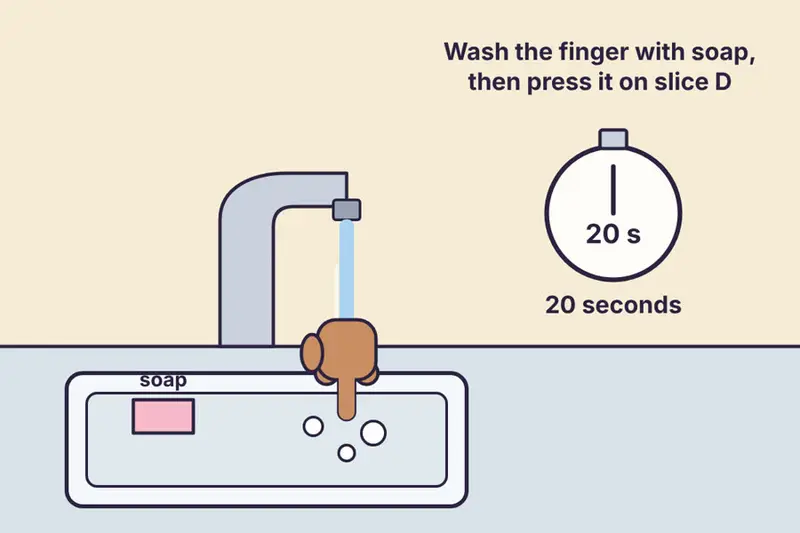 Wash the finger with soap,
then press it on slice D
20 s
20 seconds
soap